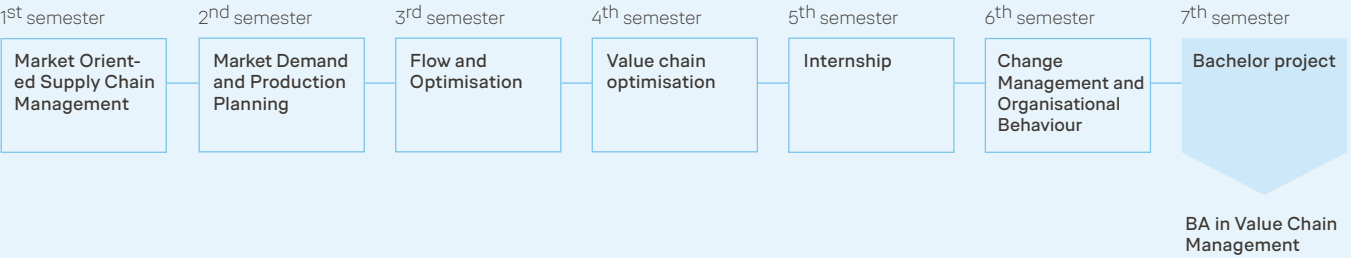 1st semester
Market Orient-
ed Supply Chain
Management
2nd semester
Market Demand
and Production
Planning
3rd semester
Flow and
Optimisation
4th semester
Value chain
optimisation
5th semester
Internship
6th semester
Change
Management and
Organisational
Behaviour
7th semester
Bachelor project
BA in Value Chain
Management